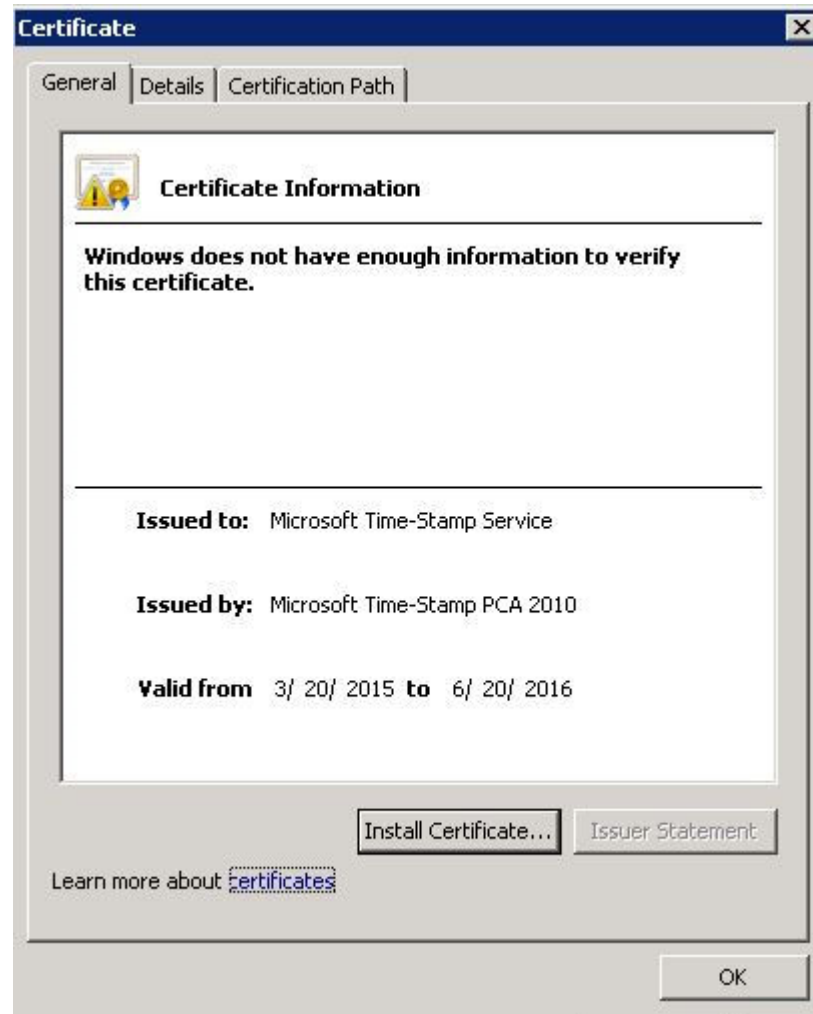 Certificate
General Details Certification Path
Certificate Information
Windows does not have enough information to verify
this certificate.
Issued to: Microsoft Time-Stamp Service
Issued by: Microsoft Time-Stamp PCA 2010
Valid from 3/ 20/ 2015 to 6/ 20/ 2016
Install Certificate... Issuer Statement
Learn more about certificates
OK